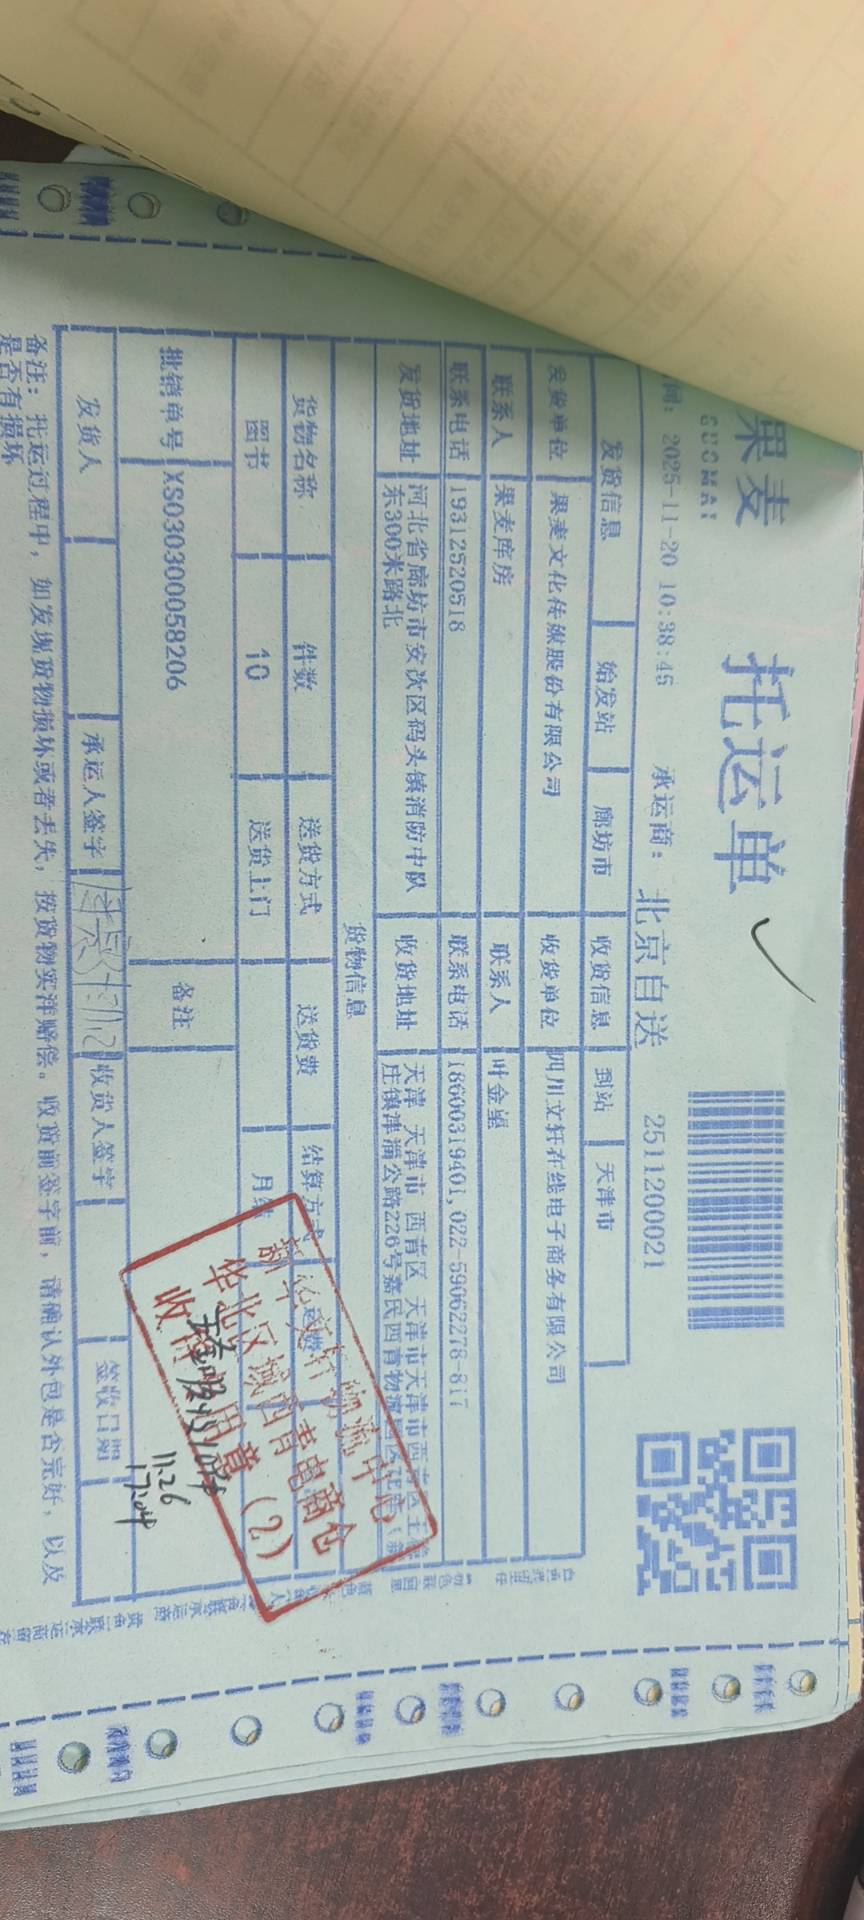 果麦
GUOMAI
托运单
间: 2025-11-20 10:38:45 承运商: 北京自送 2511200021
发货信息 始发站 廊坊市 收货信息 到站 天津市
发货单位 果麦文化传媒股份有限公司 收货单位 四川文轩在线电子商务有限公司
联系人 果麦库房 联系人 叶金望
联系电话 19312520518 联系电话 18600319401,022-59062278-817
发货地址 河北省廊坊市安次区码头镇消防中队东300米路北 收货地址 天津 天津市 西青区 天津市天津市西青区王
庄镇津涞公路226号嘉民西青物流园区
货物信息
货物名称 件数 送货方式 送货费 结算方式
图书 10 送货上门 月结
批销单号 XS030300058206 备注
发货人 承运人签字 收货人签字 签收日期
备注: 托运过程中, 如发现货物损坏或者丢失, 按货物实洋赔偿。收货前签字前, 请确认外包是否完好, 以及
是否有损坏
新华文轩物流中心
华北区域西青电商仓
收货专用章 (2)
11.26
17:04